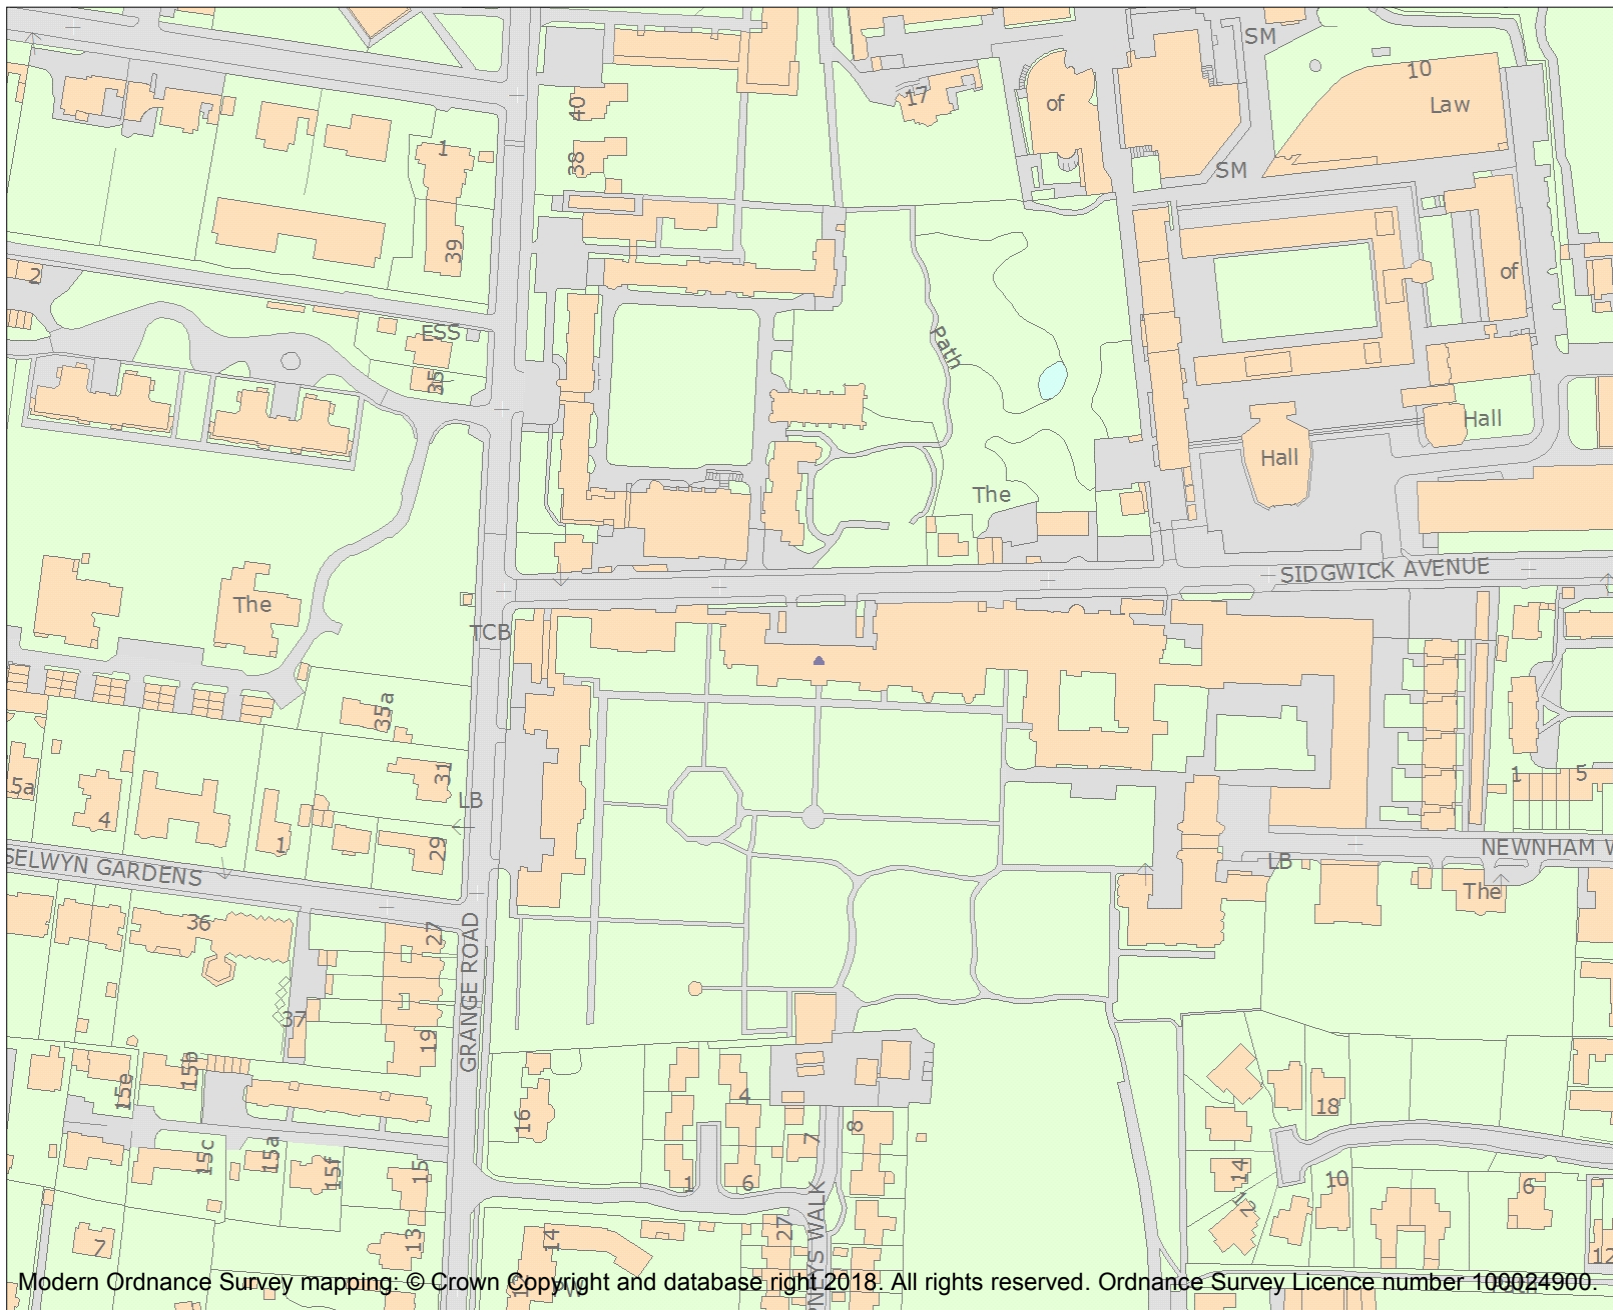 SM
10
Law
40
17
of
38
1
SM
39
of
2
ESS
Path
35
Hall
Hall
The
SIDGWICK AVENUE
The
TCB
35a
31
5a
1
5
LB
4
1
29
NEWNHAM W
SELWYN GARDENS
LB
The
36
27
GRANGE ROAD
37
19
15b
15e
4
18
16
8
7
15c
15a
15f
15
14
10
1
6
6
12
27
14
13
7
12
PW
Modern Ordnance Survey mapping: © Crown Copyright and database right 2018. All rights reserved. Ordnance Survey Licence number 100024900.